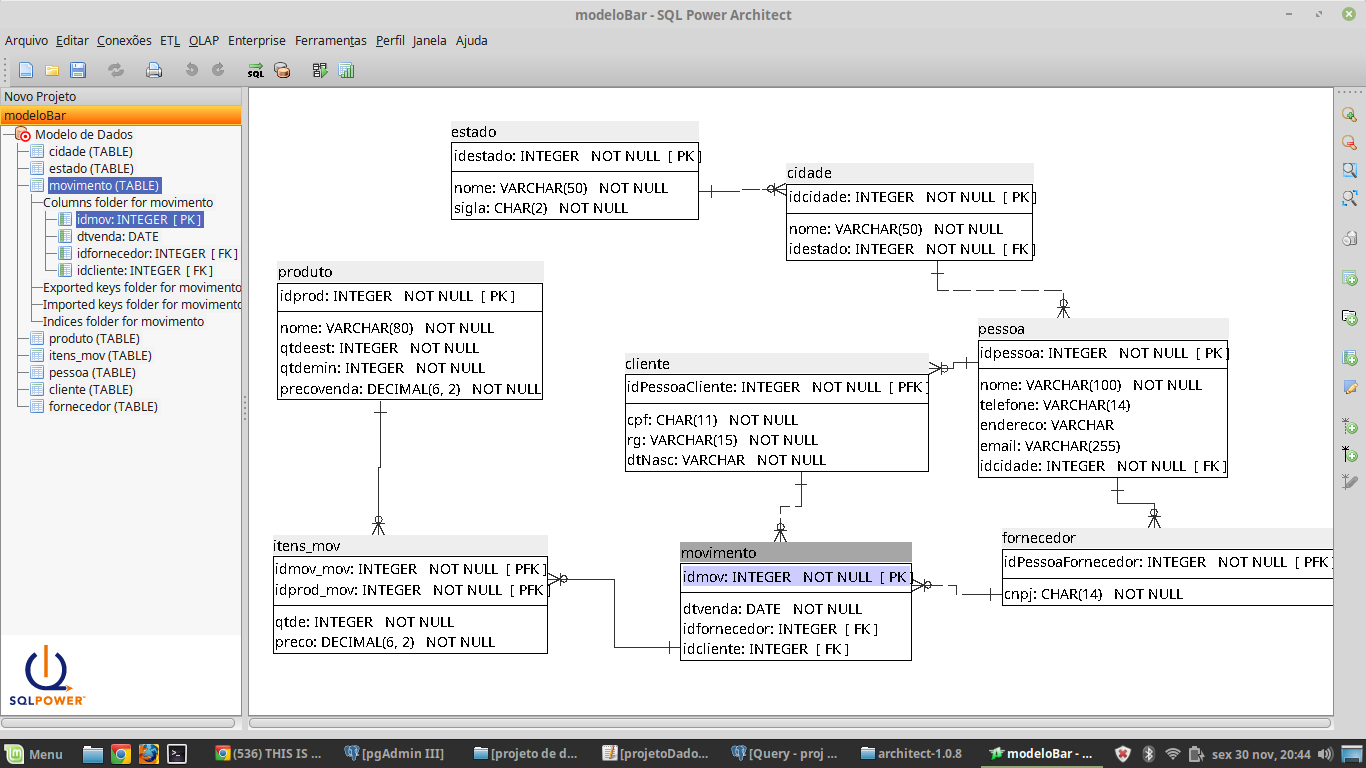 modeloBar - SQL Power Architect
Arquivo Editar Conexões ETL OLAP Enterprise Ferramentas Perfil Janela Ajuda
SQL
Novo Projeto
modeloBar
Modelo de Dados
cidade (TABLE)
estado (TABLE)
movimento (TABLE)
Columns folder for movimento
idmov: INTEGER [ PK ]
dtvenda: DATE
idfornecedor: INTEGER [ FK ]
idcliente: INTEGER [ FK ]
Exported keys folder for movimento
Imported keys folder for movimento
Indices folder for movimento
produto (TABLE)
itens_mov (TABLE)
pessoa (TABLE)
cliente (TABLE)
fornecedor (TABLE)
SQLPOWER
estado
idestado: INTEGER NOT NULL [ PK ]
nome: VARCHAR(50) NOT NULL
sigla: CHAR(2) NOT NULL
cidade
idcidade: INTEGER NOT NULL [ PK ]
nome: VARCHAR(50) NOT NULL
idestado: INTEGER NOT NULL [ FK ]
produto
idprod: INTEGER NOT NULL [ PK ]
nome: VARCHAR(80) NOT NULL
qtdeest: INTEGER NOT NULL
qtdemin: INTEGER NOT NULL
precovenda: DECIMAL(6, 2) NOT NULL
cliente
idPessoaCliente: INTEGER NOT NULL [ PFK ]
cpf: CHAR(11) NOT NULL
rg: VARCHAR(15) NOT NULL
dtNasc: VARCHAR NOT NULL
pessoa
idpessoa: INTEGER NOT NULL [ PK ]
nome: VARCHAR(100) NOT NULL
telefone: VARCHAR(14)
endereco: VARCHAR
email: VARCHAR(255)
idcidade: INTEGER NOT NULL [ FK ]
itens_mov
idmov_mov: INTEGER NOT NULL [ PFK ]
idprod_mov: INTEGER NOT NULL [ PFK ]
qtde: INTEGER NOT NULL
preco: DECIMAL(6, 2) NOT NULL
movimento
idmov: INTEGER NOT NULL [ PK ]
dtvenda: DATE NOT NULL
idfornecedor: INTEGER [ FK ]
idcliente: INTEGER [ FK ]
fornecedor
idPessoaFornecedor: INTEGER NOT NULL [ PFK
cnpj: CHAR(14) NOT NULL
Menu (536) THIS IS ... [pgAdmin III] [projeto de d... [projetoDado... [Query - proj ... architect-1.0.8 modeloBar - ... sex 30 nov, 20:44